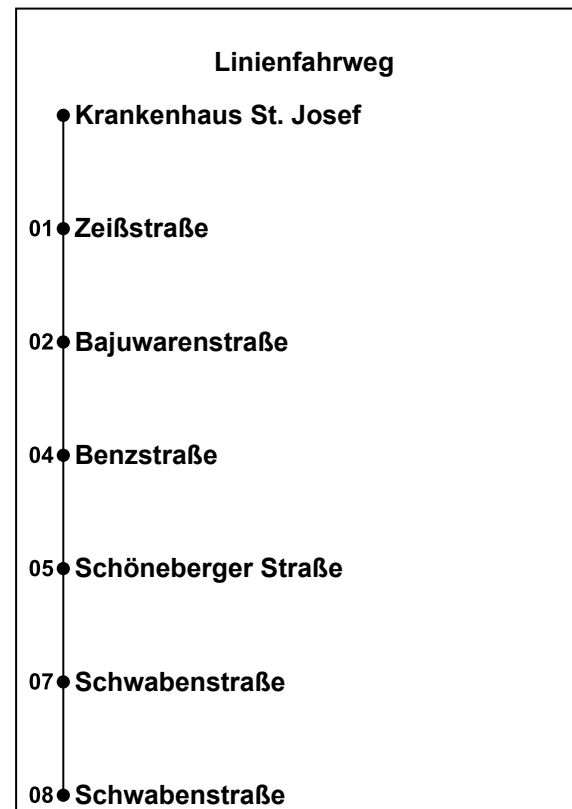 Linienfahrweg
Krankenhaus St. Josef
01 Zeißstraße
02 Bajuwarenstraße
04 Benzstraße
05 Schöneberger Straße
07 Schwabenstraße
08 Schwabenstraße